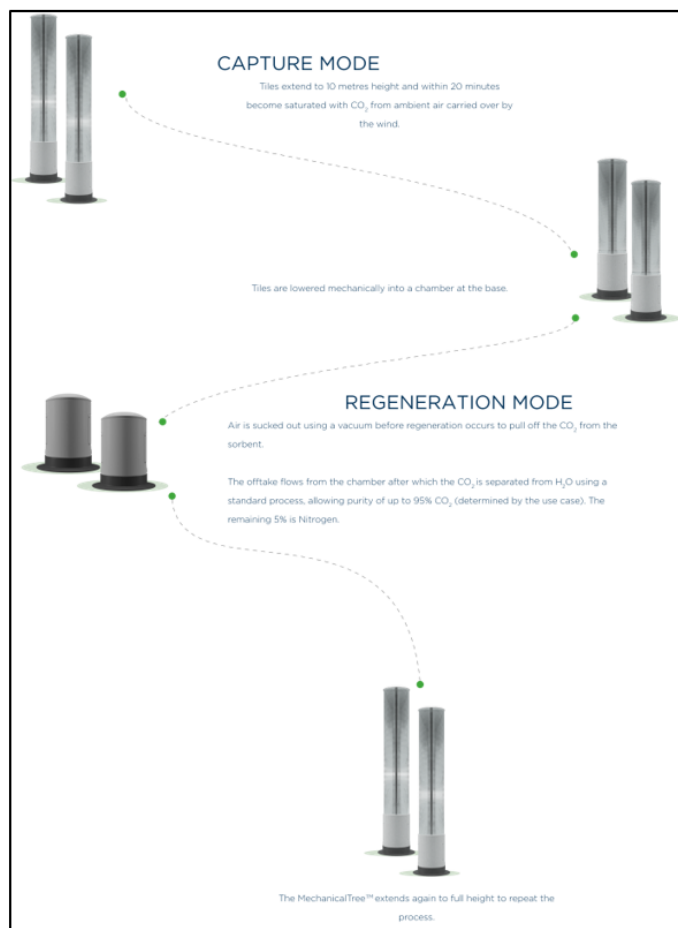 CAPTURE MODE
Tiles extend to 10 metres height and within 20 minutes
become saturated with CO₂ from ambient air carried over by
the wind.
Tiles are lowered mechanically into a chamber at the base.
REGENERATION MODE
Air is sucked out using a vacuum before regeneration occurs to pull off the CO₂ from the
sorbent.
The offtake flows from the chamber after which the CO₂ is separated from H₂O using a
standard process, allowing purity of up to 95% CO₂ (determined by the use case). The
remaining 5% is Nitrogen.
The MechanicalTree™ extends again to full height to repeat the
process.